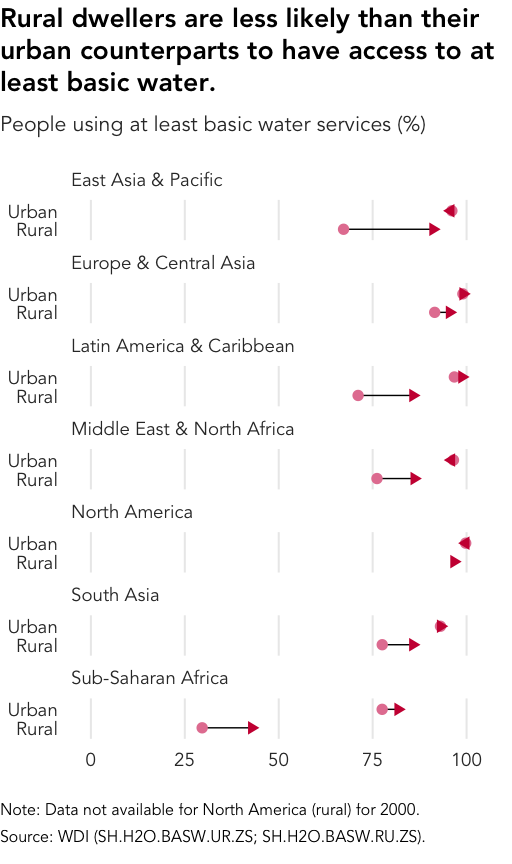 Rural dwellers are less likely than their
urban counterparts to have access to at
least basic water.
People using at least basic water services (%)
East Asia & Pacific
Urban
Rural
Europe & Central Asia
Urban
Rural
Latin America & Caribbean
Urban
Rural
Middle East & North Africa
Urban
Rural
North America
Urban
Rural
South Asia
Urban
Rural
Sub-Saharan Africa
Urban
Rural
0 25 50 75 100
Note: Data not available for North America (rural) for 2000.
Source: WDI (SH.H2O.BASW.UR.ZS; SH.H2O.BASW.RU.ZS).